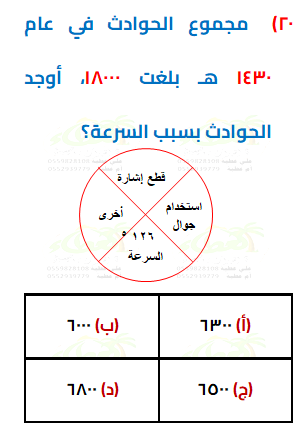 ٢٠) مجموع الحوادث في عام
١٤٣٠ هـ بلغت ١٨٠٠٠، أوجد
الحوادث بسبب السرعة؟
قطع إشارة
استخدام
جوال
أخرى
١٢٦ °
السرعة
(أ) ٦٣٠٠
(ب) ٦٠٠٠
(ج) ٦٥٠٠
(د) ٦٨٠٠